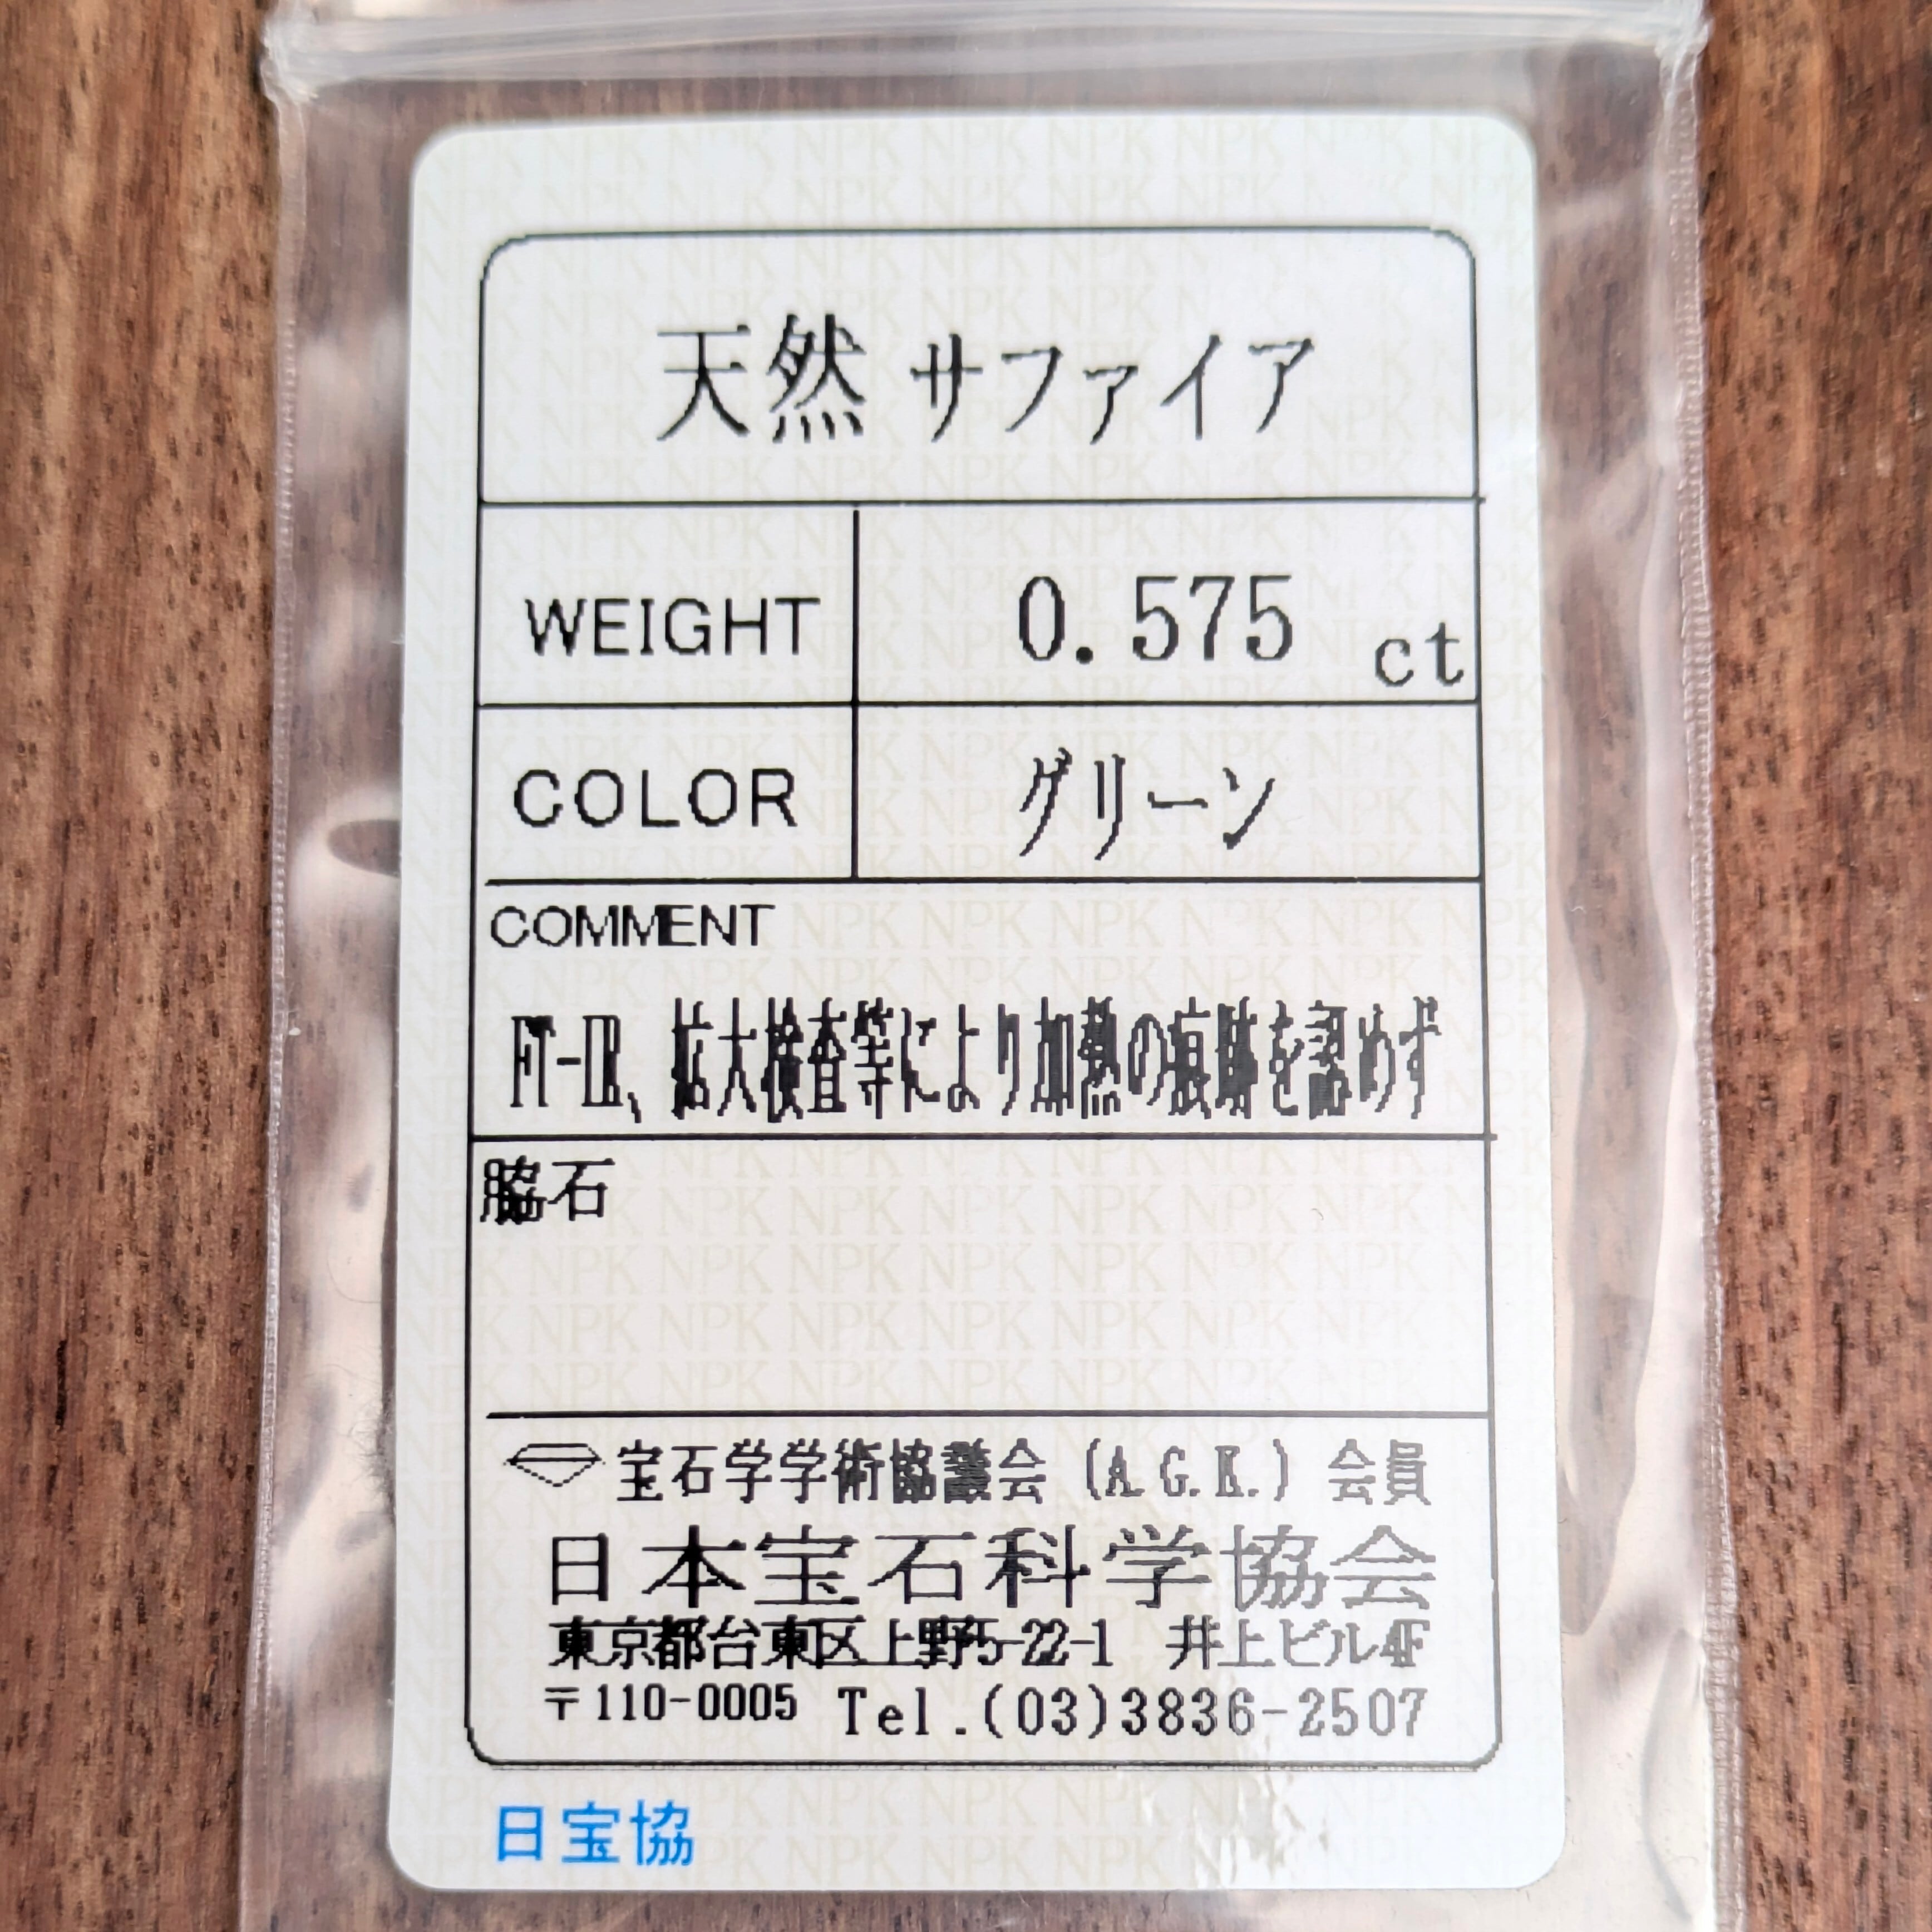 天然 サファイア
WEIGHT 0.575 ct
COLOR グリーン
COMMENT
FT-IR、拡大検査等により加熱の痕跡を認めず
脇石
宝石学学術協議会 (A.G.K.) 会員
日本宝石科学協会
東京都台東区上野5-22-1 井上ビル4F
〒110-0005 Tel.(03)3836-2507
日宝協